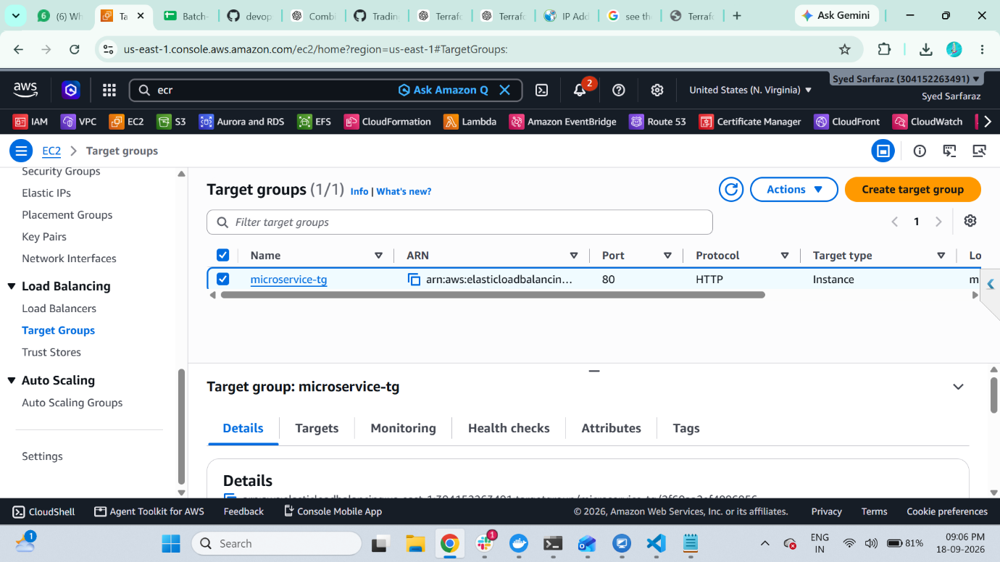 6
(6) Wh
Ta
Batch-
devop
Combi
Tradin
Terrafo
Terrafo
IP Add
see the
Terrafo
Ask Gemini
us-east-1.console.aws.amazon.com/ec2/home?region=us-east-1#TargetGroups:
aws
ecr
Ask Amazon Q
2
United States (N. Virginia)
Syed Sarfaraz (304152263491)
Syed Sarfaraz
IAM
VPC
EC2
S3
Aurora and RDS
EFS
CloudFormation
Lambda
Amazon EventBridge
Route 53
Certificate Manager
CloudFront
CloudWatch
EC2
Target groups
Security Groups
Elastic IPs
Placement Groups
Key Pairs
Network Interfaces
Load Balancing
Load Balancers
Target Groups
Trust Stores
Auto Scaling
Auto Scaling Groups
Settings
Target groups (1/1) Info | What's new?
Actions
Create target group
Filter target groups
1
Name
ARN
Port
Protocol
Target type
Lo
microservice-tg
arn:aws:elasticloadbalancin...
80
HTTP
Instance
m
Target group: microservice-tg
Details
Targets
Monitoring
Health checks
Attributes
Tags
Details
CloudShell
Agent Toolkit for AWS
Feedback
Console Mobile App
© 2026, Amazon Web Services, Inc. or its affiliates.
Privacy
Terms
Cookie preferences
1
Search
1
ENG
IN
81%
09:06 PM
18-09-2026